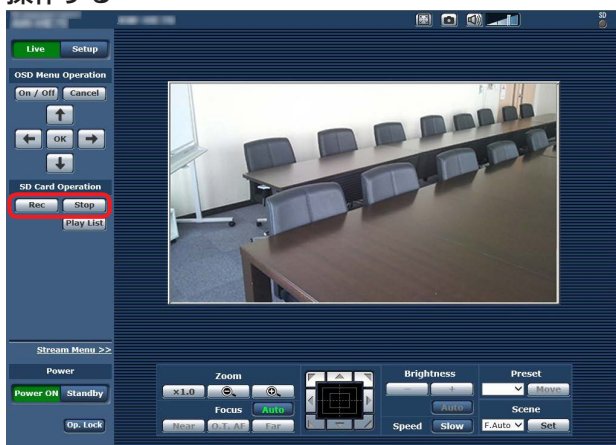 操作する
SD
Live Setup
OSD Menu Operation
On / Off Cancel
OK
SD Card Operation
Rec Stop
Play List
Stream Menu >>
Power
Power ON Standby
Op. Lock
Zoom
×1.0
Focus Auto
Near O.T. AF Far
Brightness
- +
Auto
Speed Slow
Preset
Move
Scene
F.Auto Set